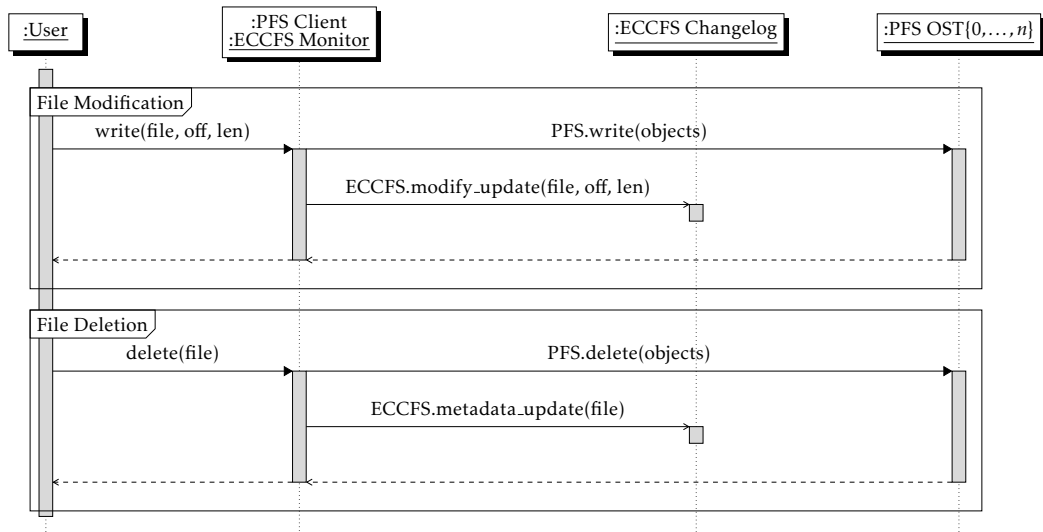 :User
:PFS Client
:ECCFS Monitor
:ECCFS Changelog
:PFS OST{0,...,n}
File Modification
write(file, off, len)
PFS.write(objects)
ECCFS.modify_update(file, off, len)
File Deletion
delete(file)
PFS.delete(objects)
ECCFS.metadata_update(file)